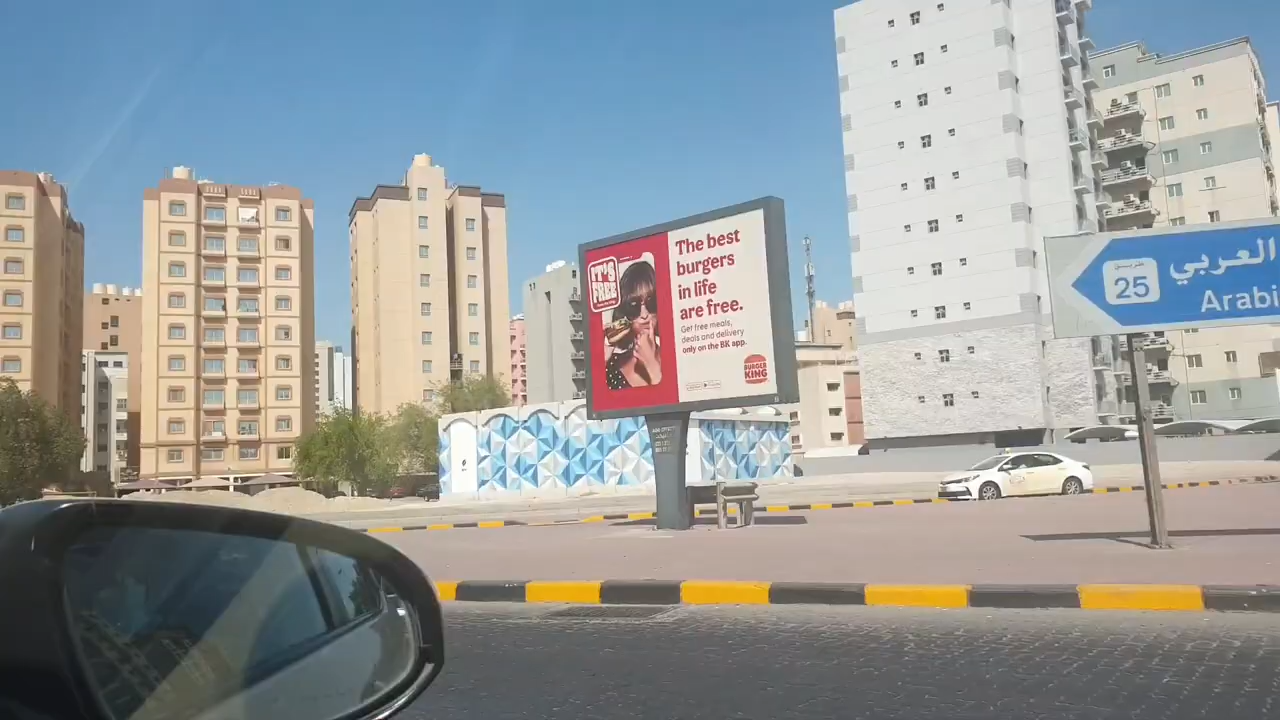 IT'S
FREE
The best
burgers
in life
are free.
Get free meals,
deals and delivery
only on the BK app.
BURGER
KING
طريق
25
العربي
Arabi